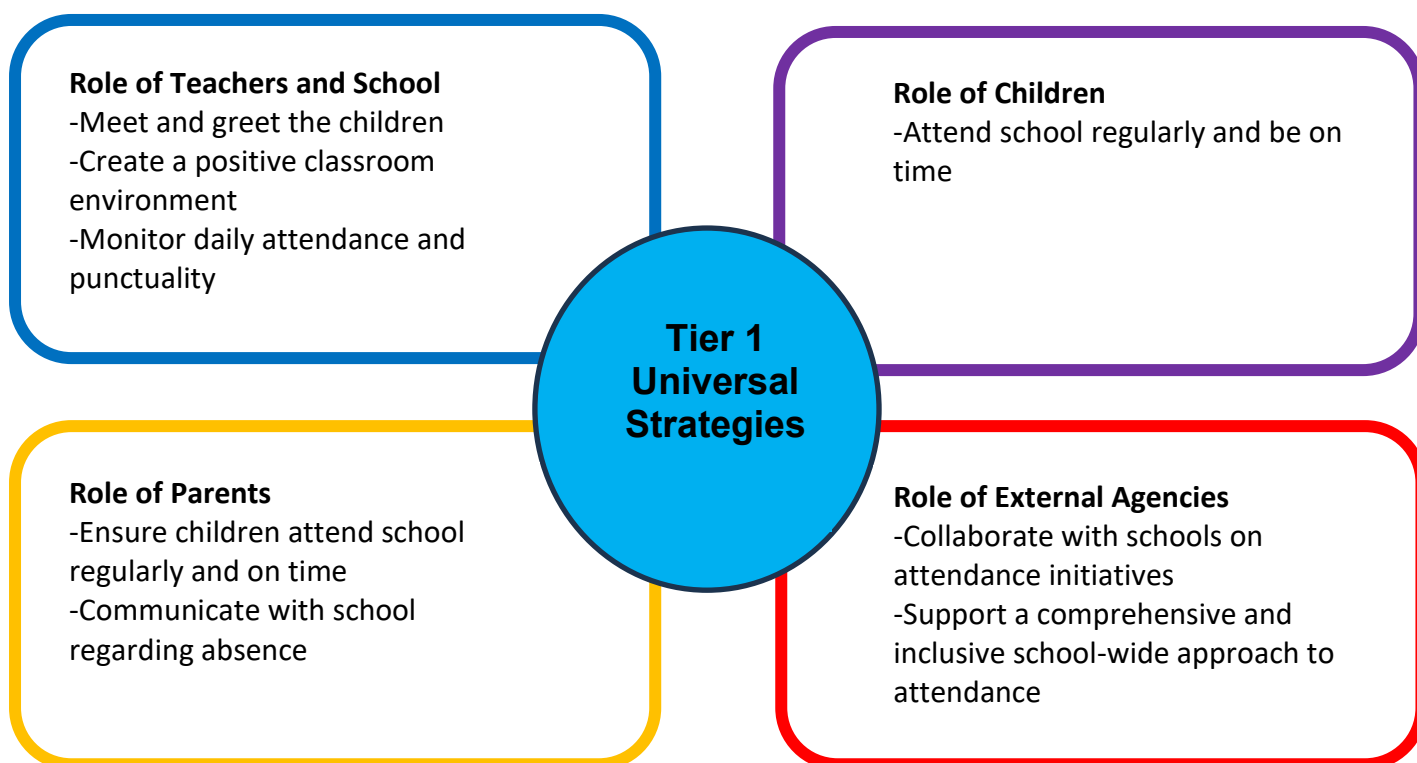 Role of Teachers and School
-Meet and greet the children
-Create a positive classroom
environment
-Monitor daily attendance and
punctuality
Role of Children
-Attend school regularly and be on
time
Tier 1
Universal
Strategies
Role of Parents
-Ensure children attend school
regularly and on time
-Communicate with school
regarding absence
Role of External Agencies
-Collaborate with schools on
attendance initiatives
-Support a comprehensive and
inclusive school-wide approach to
attendance